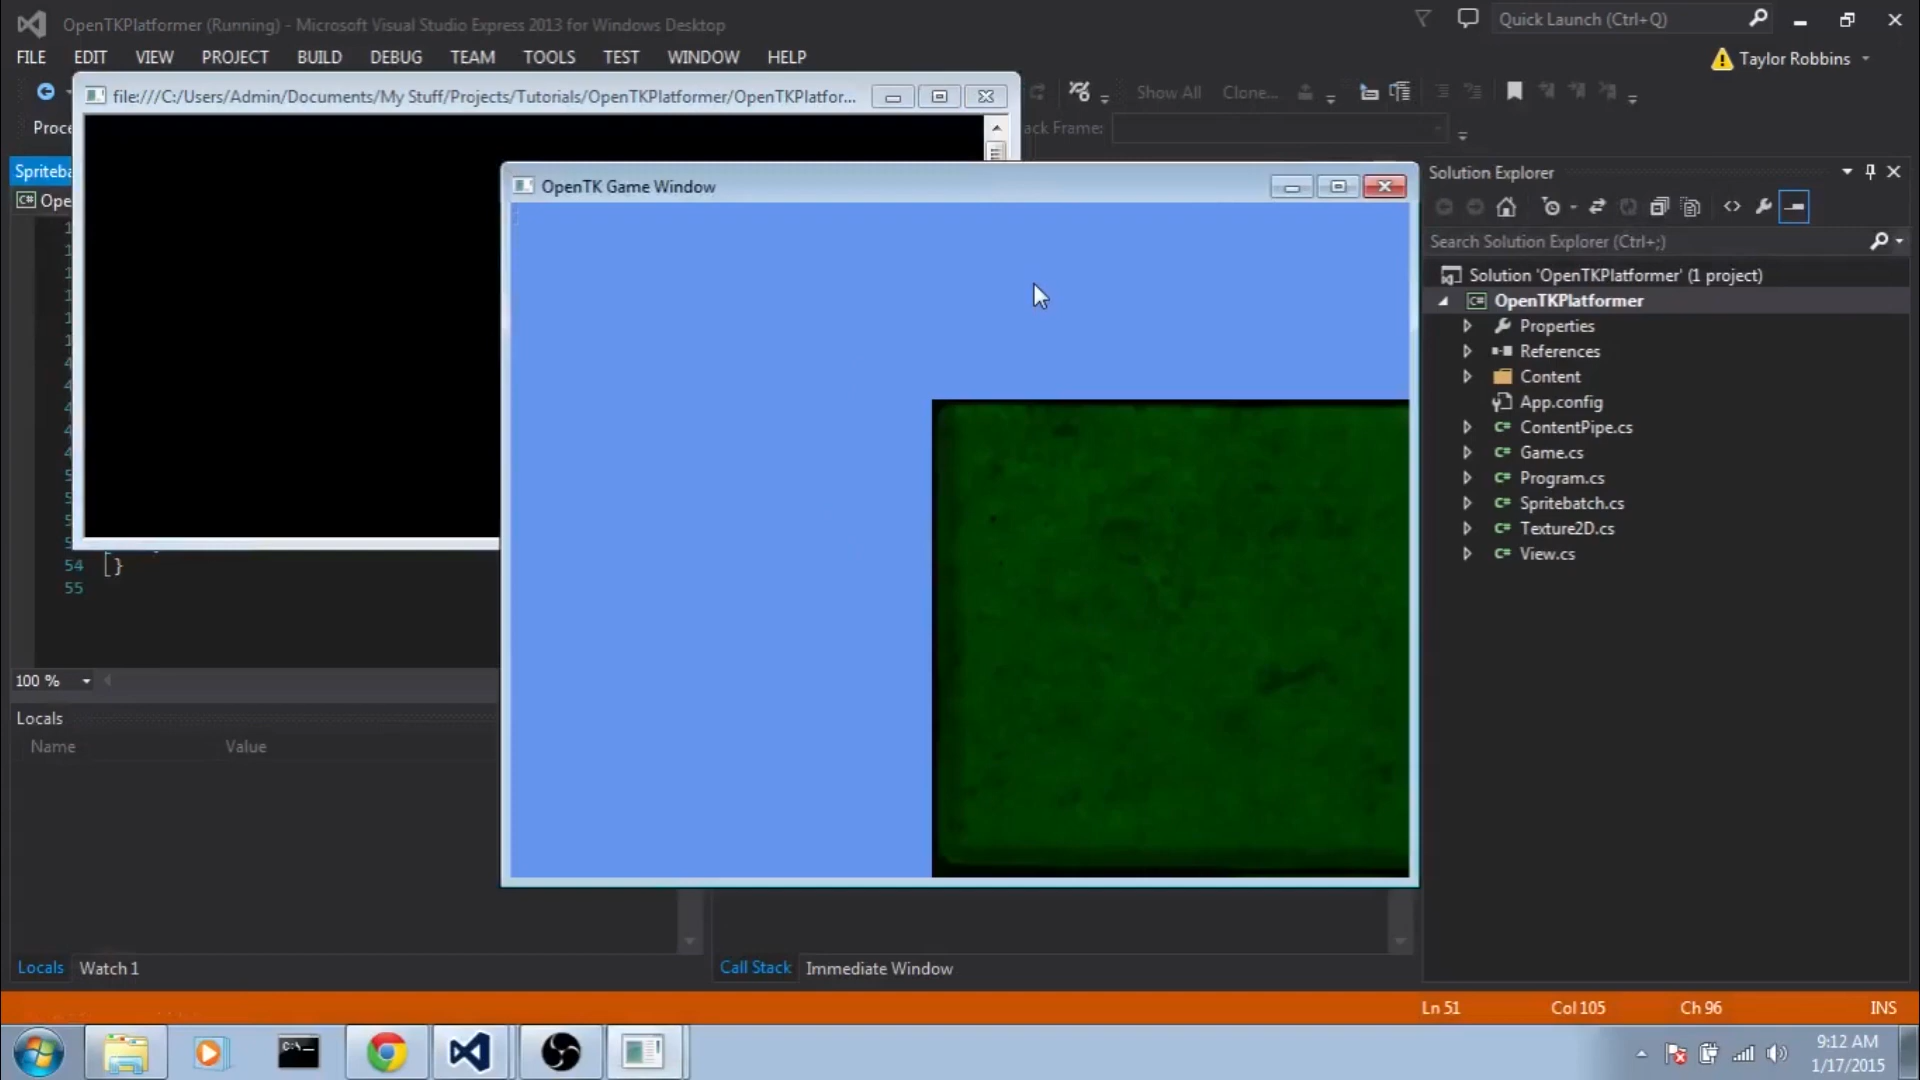 OpenTKPlatformer (Running) - Microsoft Visual Studio Express 2013 for Windows Desktop
Quick Launch (Ctrl+Q)
FILE EDIT VIEW PROJECT BUILD DEBUG TEAM TOOLS TEST WINDOW HELP
Taylor Robbins
file:///C:/Users/Admin/Documents/My Stuff/Projects/Tutorials/OpenTKPlatformer/OpenTKPlatfor...
Show All Clone...
Proce
ack Frame:
Spriteba
Ope
OpenTK Game Window
54 }
55
100 %
Locals
Name Value
Locals Watch 1
Call Stack Immediate Window
Solution Explorer
Search Solution Explorer (Ctrl+;)
Solution 'OpenTKPlatformer' (1 project)
OpenTKPlatformer
Properties
References
Content
App.config
ContentPipe.cs
Game.cs
Program.cs
Spritebatch.cs
Texture2D.cs
View.cs
Ln 51 Col 105 Ch 96 INS
C:\_
9:12 AM
1/17/2015